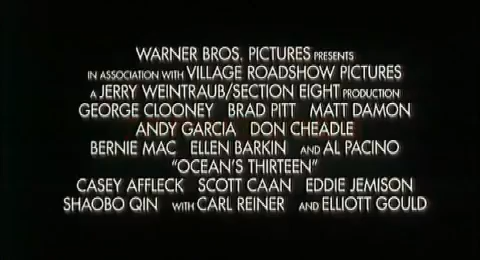 WARNER BROS. PICTURES PRESENTS
IN ASSOCIATION WITH VILLAGE ROADSHOW PICTURES
A JERRY WEINTRAUB/SECTION EIGHT PRODUCTION
GEORGE CLOONEY BRAD PITT MATT DAMON
ANDY GARCIA DON CHEADLE
BERNIE MAC ELLEN BARKIN AND AL PACINO
“OCEAN'S THIRTEEN”
CASEY AFFLECK SCOTT CAAN EDDIE JEMISON
SHAOBO QIN WITH CARL REINER AND ELLIOTT GOULD